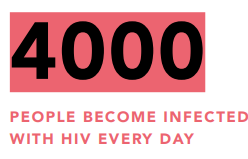 4000
PEOPLE BECOME INFECTED
WITH HIV EVERY DAY